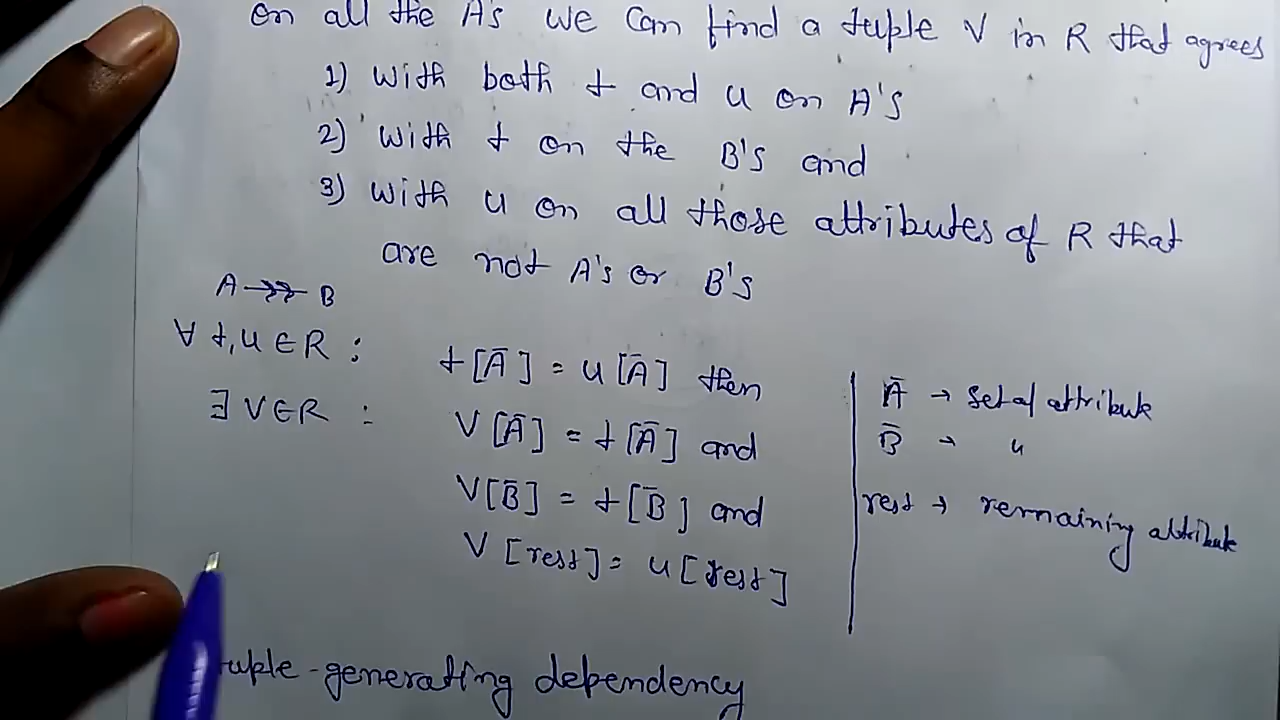 On all the A's we can find a tuple V in R that agrees
1) with both t and u on A's
2) with t on the B's and
3) with u on all those attributes of R that
are not A's or B's
A →→ B
∀ t,u ∈ R : t[Ā] = u[Ā] then
∃ V ∈ R : V[Ā] = t[Ā] and
V[B̄] = t[B̄] and
V[rest] = u[rest]
Ā → set of attribute
B̄ → u
rest → remaining attribute
tuple-generating dependency